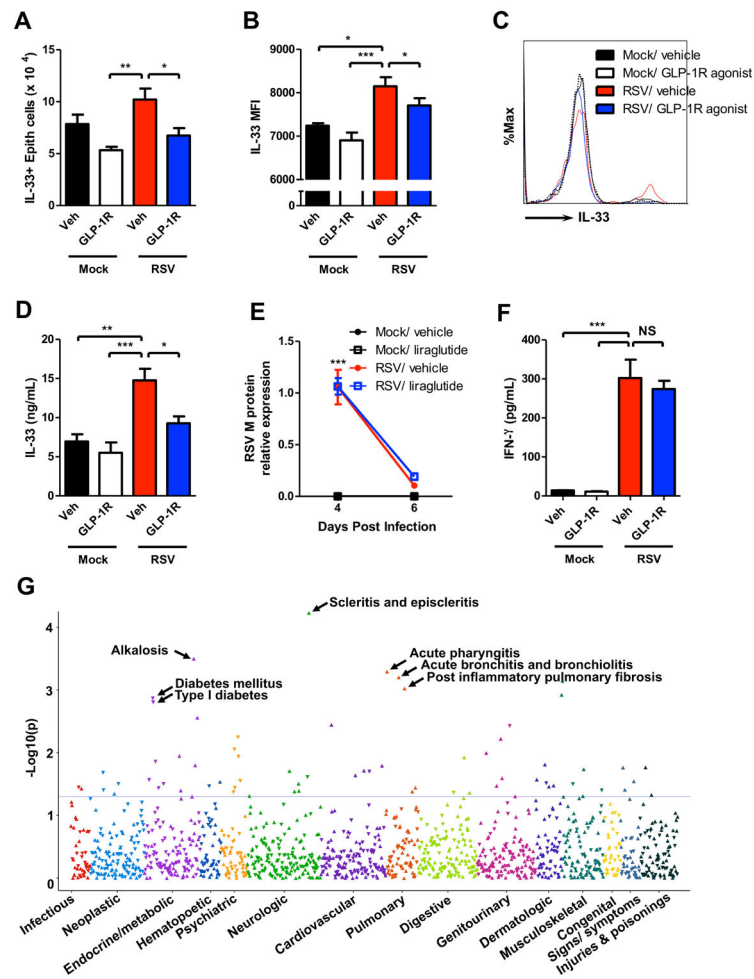 A
IL-33+ Epith cells (x 10 4)
15
10
5
0
** *
Veh GLP-1R Veh GLP-1R
Mock RSV
B
IL-33 MFI
9000
8000
7000
6000
0
*
*** *
Veh GLP-1R Veh GLP-1R
Mock RSV
C
%Max
IL-33
Mock/ vehicle
Mock/ GLP-1R agonist
RSV/ vehicle
RSV/ GLP-1R agonist
D
IL-33 (ng/mL)
20
15
10
5
0
**
*** *
Veh GLP-1R Veh GLP-1R
Mock RSV
E
RSV M protein
relative expression
1.5
1.0
0.5
0.0
***
4 6
Days Post Infection
Mock/ vehicle
Mock/ liraglutide
RSV/ vehicle
RSV/ liraglutide
F
IFN-γ (pg/mL)
400
300
200
100
0
*** NS
Veh GLP-1R Veh GLP-1R
Mock RSV
G
-Log10(p)
4
3
2
1
0
Scleritis and episcleritis
Alkalosis
Diabetes mellitus
Type I diabetes
Acute pharyngitis
Acute bronchitis and bronchiolitis
Post inflammatory pulmonary fibrosis
Infectious
Neoplastic
Endocrine/metabolic
Hematopoetic
Psychiatric
Neurologic
Cardiovascular
Pulmonary
Digestive
Genitourinary
Dermatologic
Musculoskeletal
Congenital
Signs/ symptoms
Injuries & poisonings